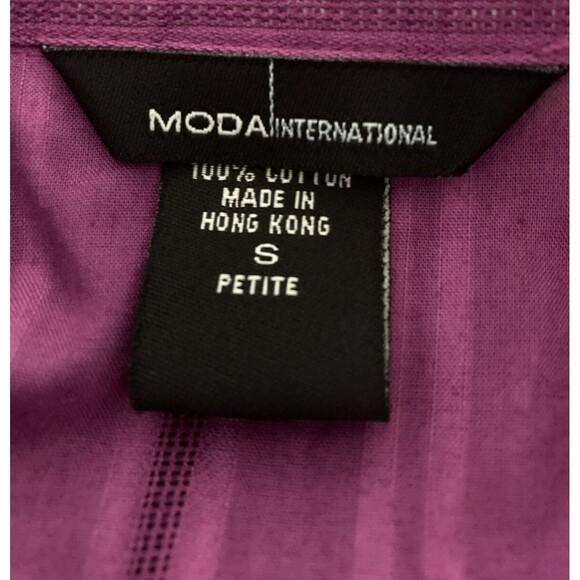 MODA INTERNATIONAL
100% COTTON
MADE IN
HONG KONG
S
PETITE